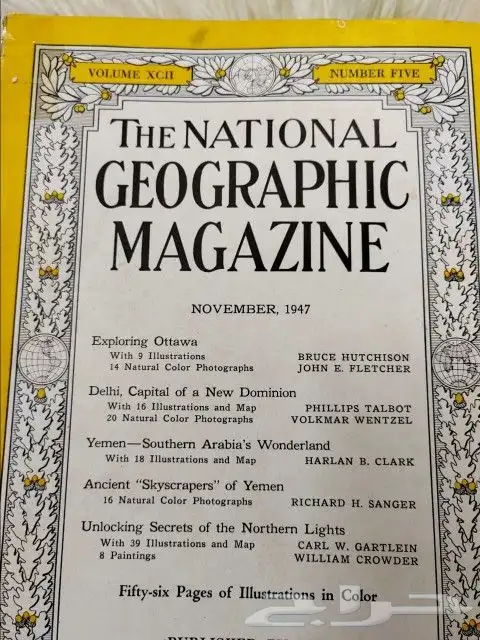 VOLUME XCII NUMBER FIVE
THE NATIONAL
GEOGRAPHIC
MAGAZINE
NOVEMBER, 1947
Exploring Ottawa
With 9 Illustrations BRUCE HUTCHISON
14 Natural Color Photographs JOHN E. FLETCHER
Delhi, Capital of a New Dominion
With 16 Illustrations and Map PHILLIPS TALBOT
20 Natural Color Photographs VOLKMAR WENTZEL
Yemen—Southern Arabia's Wonderland
With 18 Illustrations and Map HARLAN B. CLARK
Ancient "Skyscrapers" of Yemen
16 Natural Color Photographs RICHARD H. SANGER
Unlocking Secrets of the Northern Lights
With 39 Illustrations and Map CARL W. GARTLEIN
8 Paintings WILLIAM CROWDER
Fifty-six Pages of Illustrations in Color
حراج